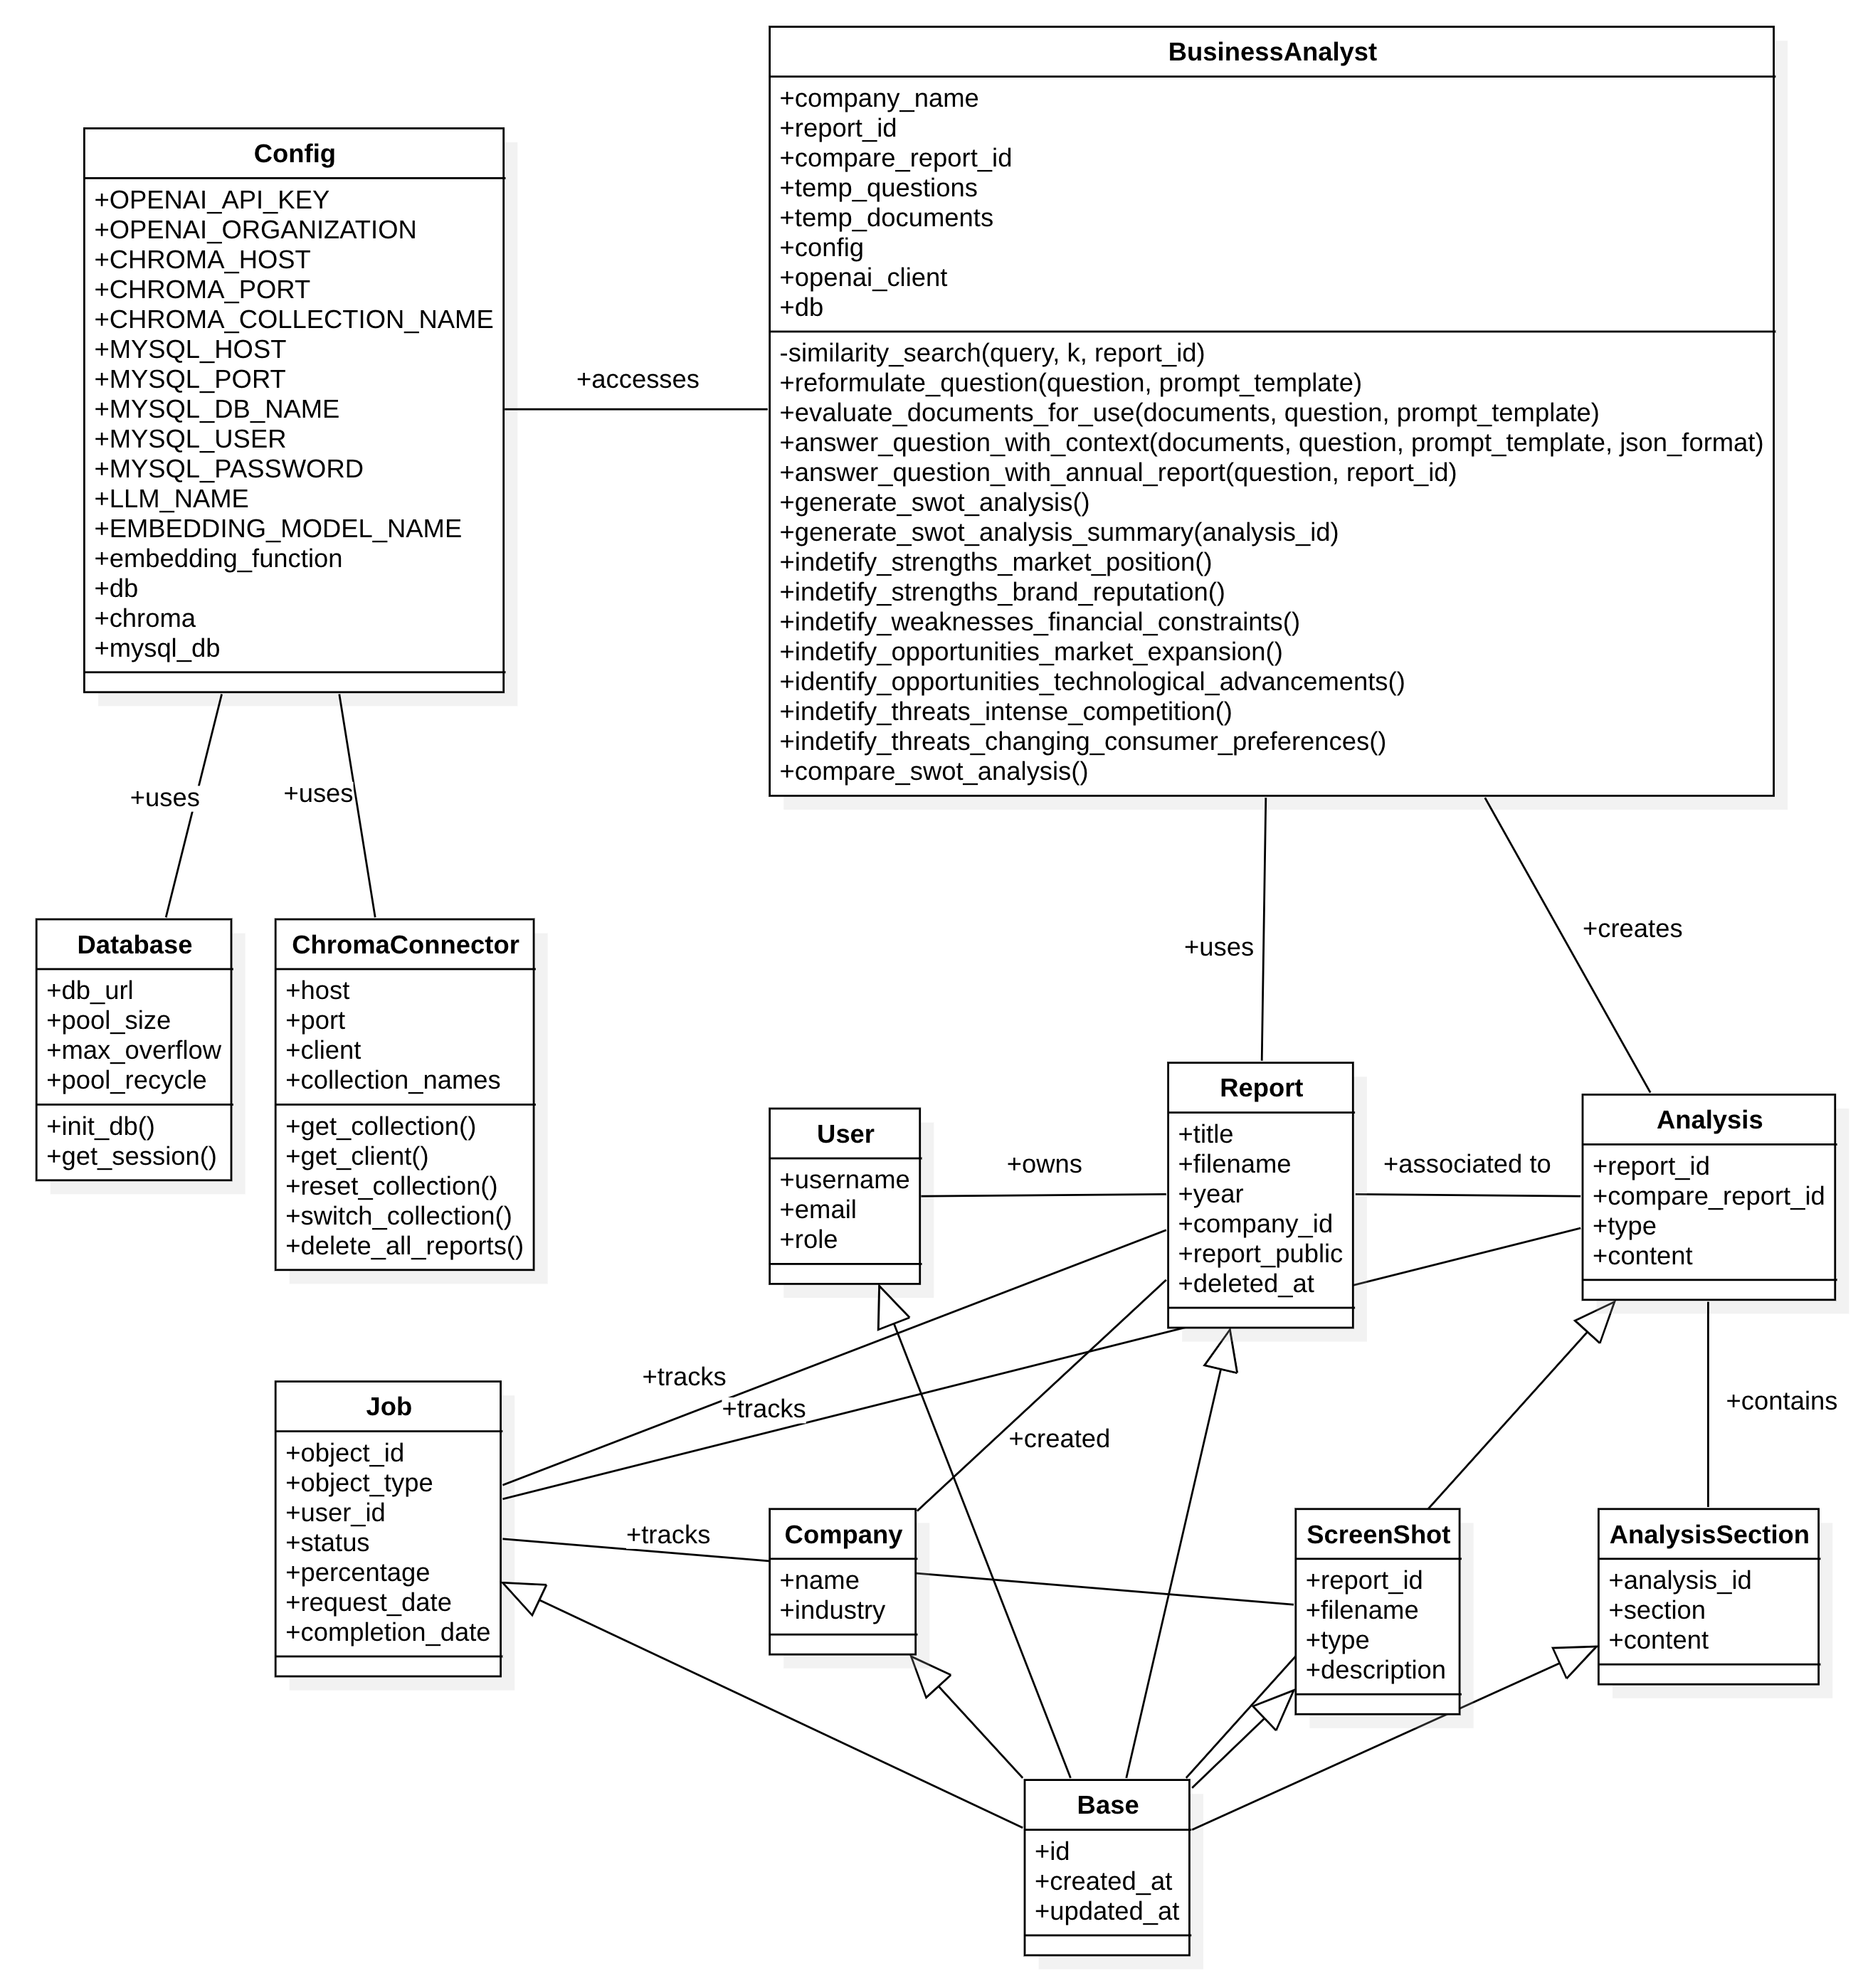 BusinessAnalyst
+company_name
+report_id
+compare_report_id
+temp_questions
+temp_documents
+config
+openai_client
+db
-similarity_search(query, k, report_id)
+reformulate_question(question, prompt_template)
+evaluate_documents_for_use(documents, question, prompt_template)
+answer_question_with_context(documents, question, prompt_template, json_format)
+answer_question_with_annual_report(question, report_id)
+generate_swot_analysis()
+generate_swot_analysis_summary(analysis_id)
+indetify_strengths_market_position()
+indetify_strengths_brand_reputation()
+indetify_weaknesses_financial_constraints()
+indetify_opportunities_market_expansion()
+identify_opportunities_technological_advancements()
+indetify_threats_intense_competition()
+indetify_threats_changing_consumer_preferences()
+compare_swot_analysis()
Config
+OPENAI_API_KEY
+OPENAI_ORGANIZATION
+CHROMA_HOST
+CHROMA_PORT
+CHROMA_COLLECTION_NAME
+MYSQL_HOST
+MYSQL_PORT
+MYSQL_DB_NAME
+MYSQL_USER
+MYSQL_PASSWORD
+LLM_NAME
+EMBEDDING_MODEL_NAME
+embedding_function
+db
+chroma
+mysql_db
+accesses
+uses
+uses
+uses
+creates
Database
+db_url
+pool_size
+max_overflow
+pool_recycle
+init_db()
+get_session()
ChromaConnector
+host
+port
+client
+collection_names
+get_collection()
+get_client()
+reset_collection()
+switch_collection()
+delete_all_reports()
User
+username
+email
+role
+owns
Report
+title
+filename
+year
+company_id
+report_public
+deleted_at
+associated to
Analysis
+report_id
+compare_report_id
+type
+content
+tracks
+tracks
+created
+contains
+tracks
Job
+object_id
+object_type
+user_id
+status
+percentage
+request_date
+completion_date
Company
+name
+industry
ScreenShot
+report_id
+filename
+type
+description
AnalysisSection
+analysis_id
+section
+content
Base
+id
+created_at
+updated_at